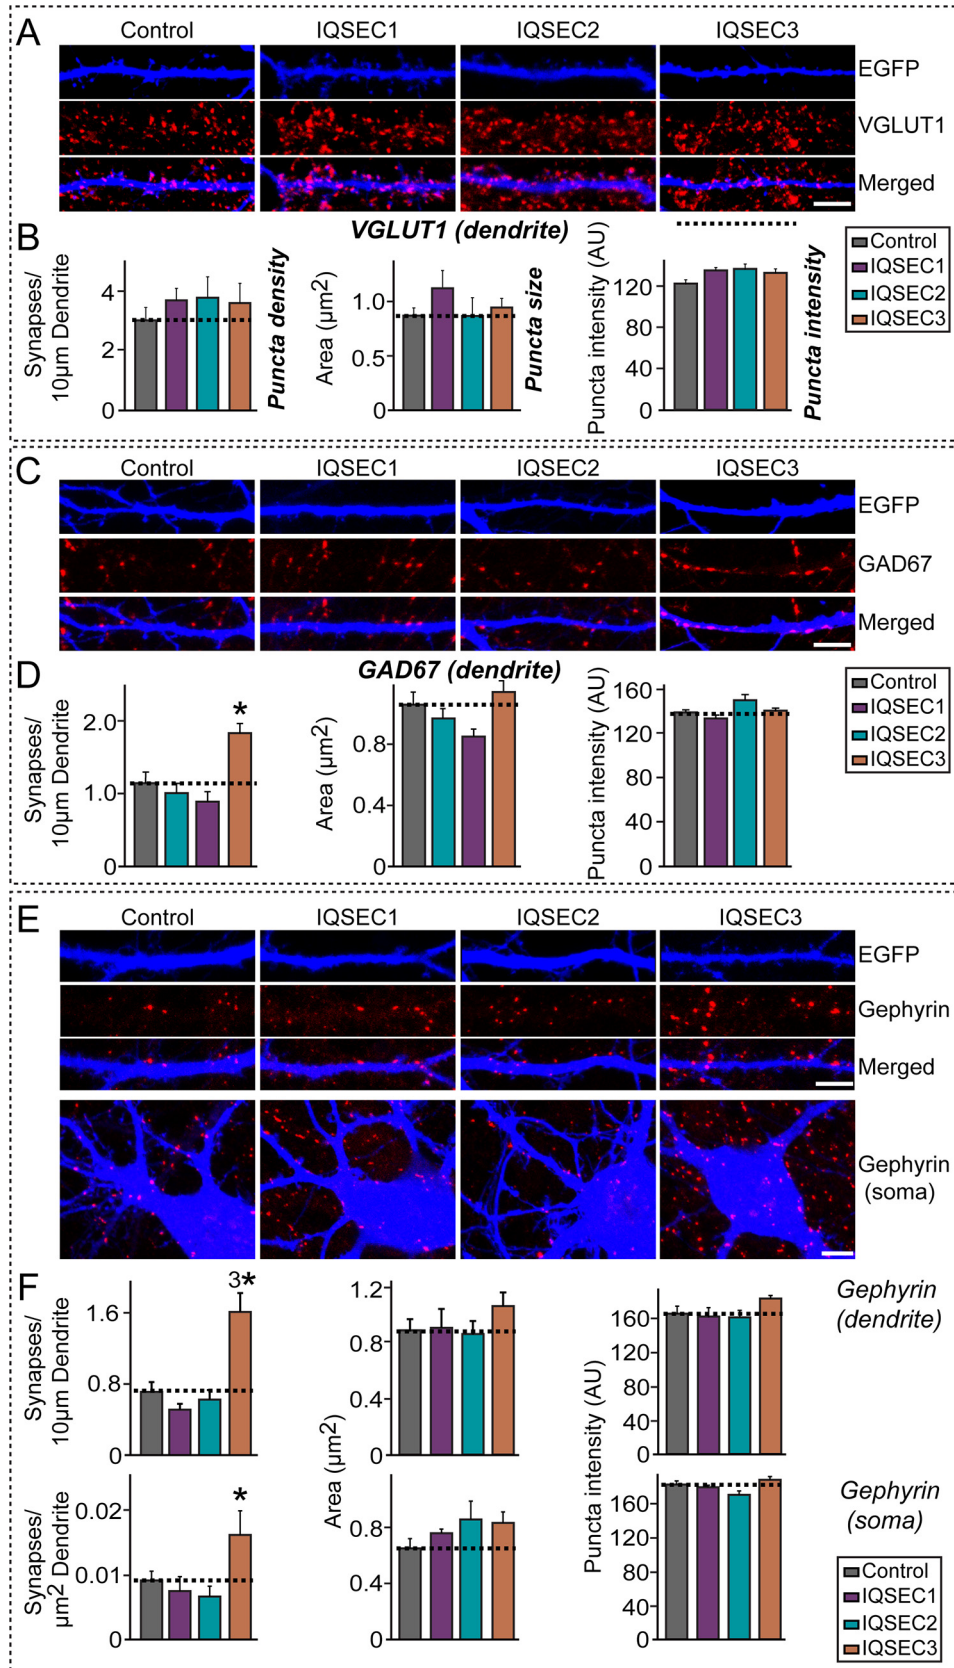 A
Control IQSEC1 IQSEC2 IQSEC3
EGFP
VGLUT1
Merged
B
VGLUT1 (dendrite)
Synapses/
10µm Dendrite
4
2
0
Puncta density
Area (µm2)
1.0
0.5
0
Puncta size
Puncta intensity (AU)
120
80
40
0
Puncta intensity
Control
IQSEC1
IQSEC2
IQSEC3
C
Control IQSEC1 IQSEC2 IQSEC3
EGFP
GAD67
Merged
D
GAD67 (dendrite)
Synapses/
10µm Dendrite
2.0
1.0
0
*
Area (µm2)
0.8
0.4
0
Puncta intensity (AU)
160
120
80
40
0
Control
IQSEC1
IQSEC2
IQSEC3
E
Control IQSEC1 IQSEC2 IQSEC3
EGFP
Gephyrin
Merged
Gephyrin
(soma)
F
Synapses/
10µm Dendrite
1.6
0.8
0
3*
Area (µm2)
1.2
0.8
0.4
0
Puncta intensity (AU)
160
120
80
40
0
Gephyrin
(dendrite)
Synapses/
µm2 Dendrite
0.02
0.01
0
*
0.8
0.4
0
160
120
80
40
0
Gephyrin
(soma)
Control
IQSEC1
IQSEC2
IQSEC3